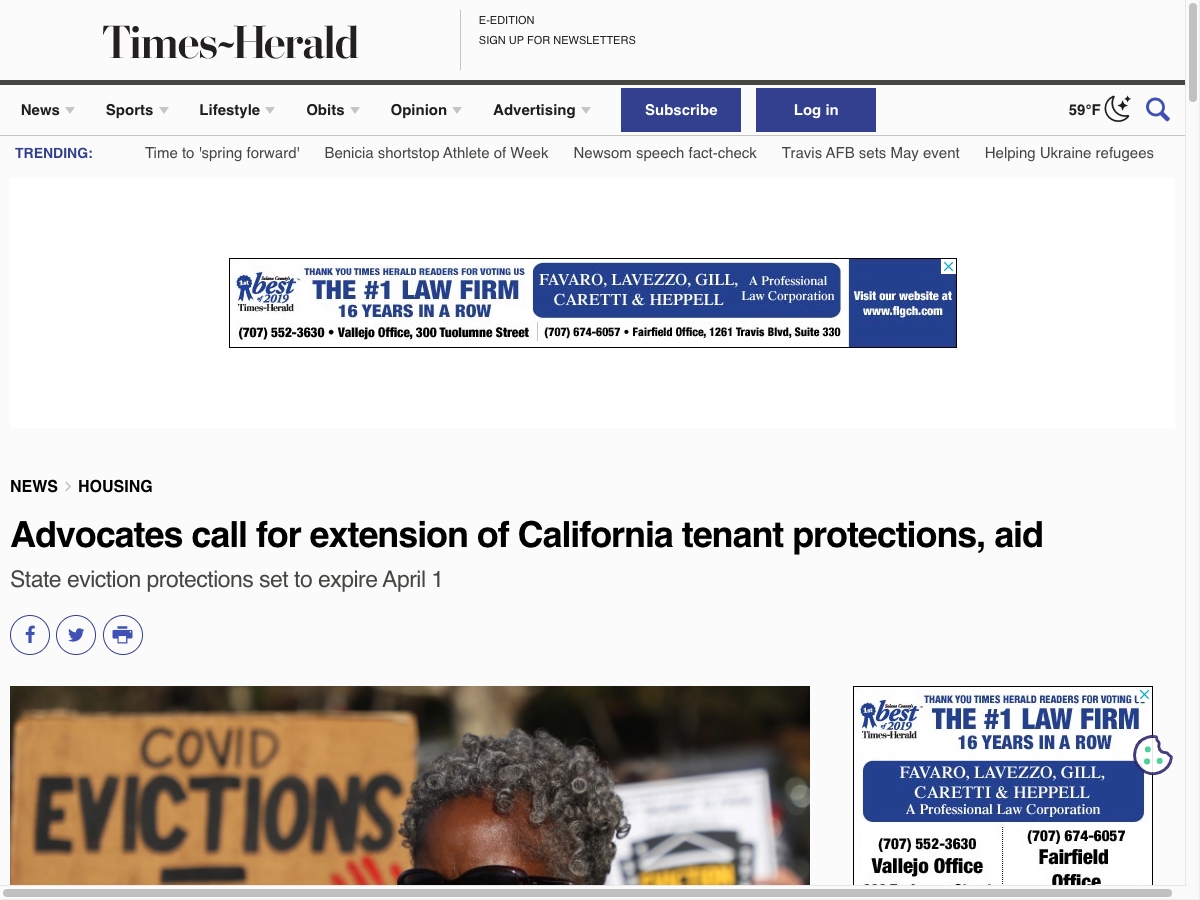 Times-Herald
E-EDITION
SIGN UP FOR NEWSLETTERS
News Sports Lifestyle Obits Opinion Advertising Subscribe Log in 59°F
TRENDING: Time to 'spring forward' Benicia shortstop Athlete of Week Newsom speech fact-check Travis AFB sets May event Helping Ukraine refugees
1st Solano County's best of 2019 Times-Herald
THANK YOU TIMES HERALD READERS FOR VOTING US
THE #1 LAW FIRM
16 YEARS IN A ROW
FAVARO, LAVEZZO, GILL,
CARETTI & HEPPELL
A Professional
Law Corporation
(707) 552-3630 • Vallejo Office, 300 Tuolumne Street
(707) 674-6057 • Fairfield Office, 1261 Travis Blvd, Suite 330
Visit our website at
www.flgch.com
NEWS > HOUSING
Advocates call for extension of California tenant protections, aid
State eviction protections set to expire April 1
COVID
EVICTIONS
EVICTION
1st Solano County's best of 2019 Times-Herald
THANK YOU TIMES HERALD READERS FOR VOTING
THE #1 LAW FIRM
16 YEARS IN A ROW
FAVARO, LAVEZZO, GILL,
CARETTI & HEPPELL
A Professional Law Corporation
(707) 552-3630
Vallejo Office
(707) 674-6057
Fairfield
Office